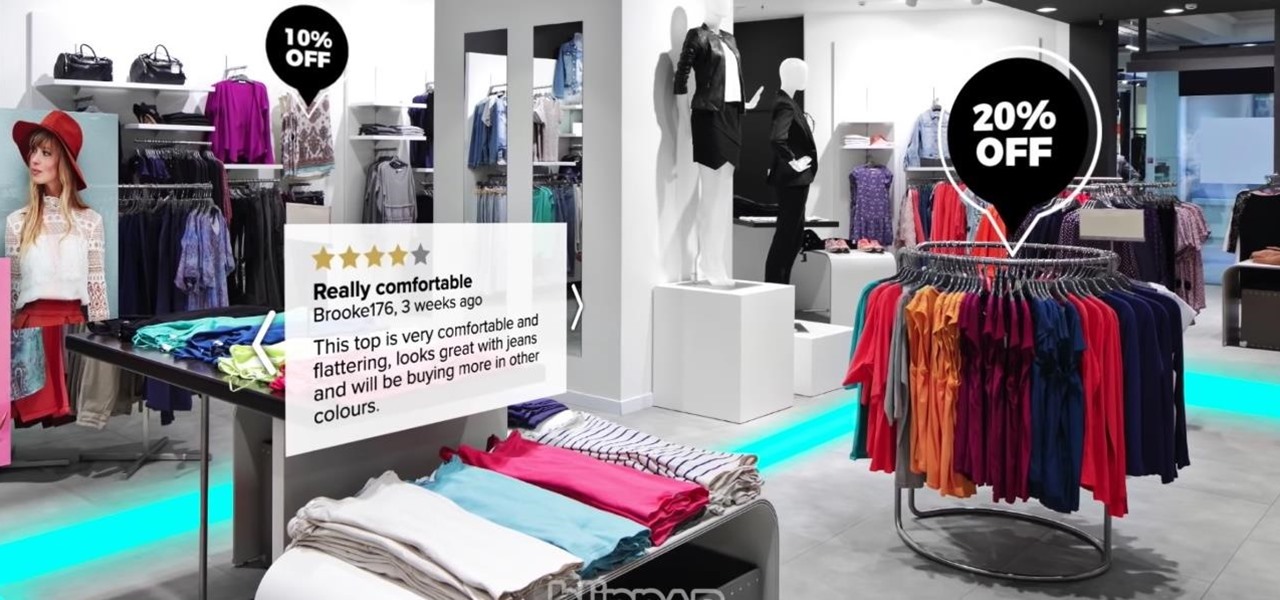 10%
OFF
20%
OFF
Really comfortable
Brooke176, 3 weeks ago
This top is very comfortable and
flattering, looks great with jeans
and will be buying more in other
colours.